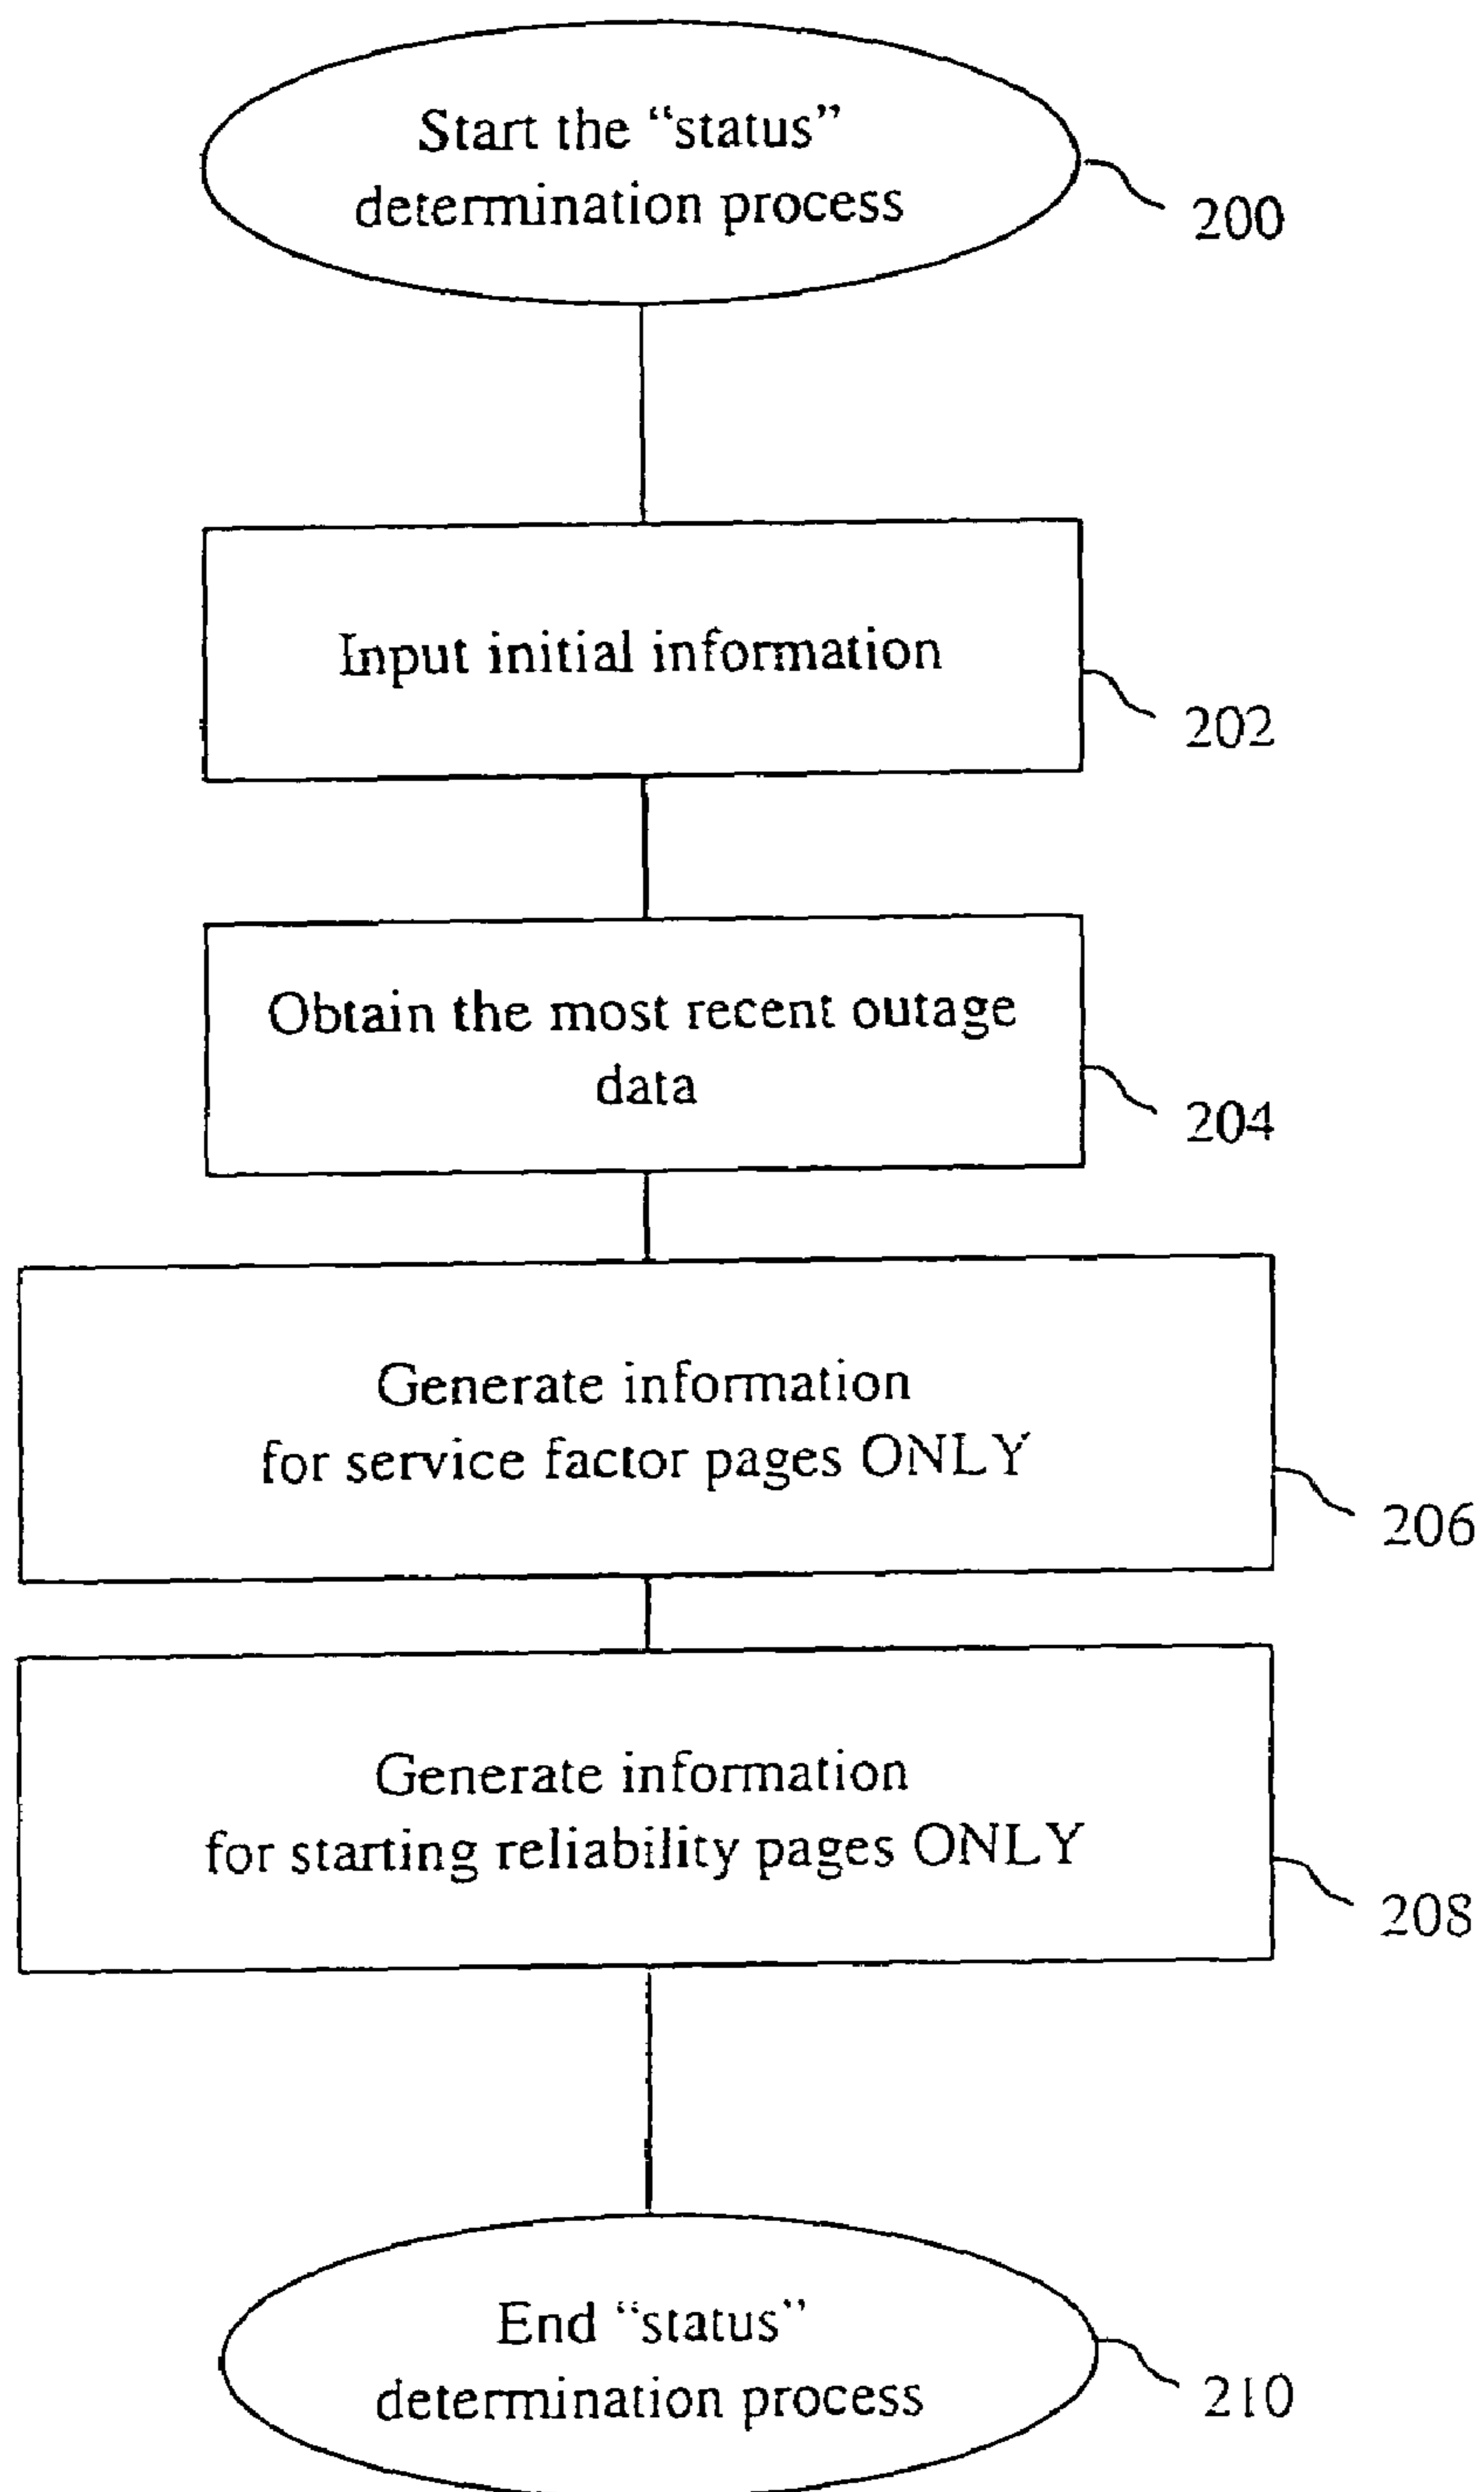 Start the “status”
determination process
200
Input initial information
202
Obtain the most recent outage
data
204
Generate information
for service factor pages ONLY
206
Generate information
for starting reliability pages ONLY
208
End “status”
determination process
210